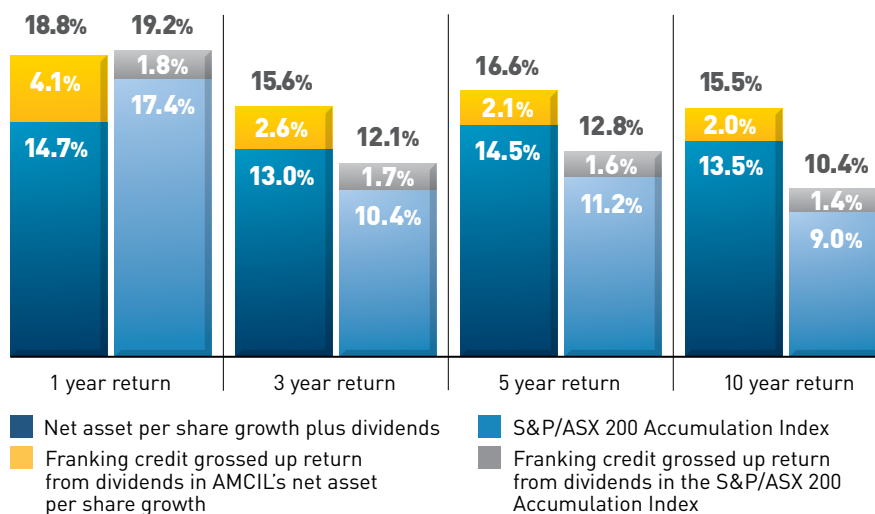 18.8% 19.2%
4.1% 1.8%
14.7% 17.4%
15.6% 12.1%
2.6% 1.7%
13.0% 10.4%
16.6% 12.8%
2.1% 1.6%
14.5% 11.2%
15.5% 10.4%
2.0% 1.4%
13.5% 9.0%
1 year return
3 year return
5 year return
10 year return
Net asset per share growth plus dividends
Franking credit grossed up return
from dividends in AMCIL's net asset
per share growth
S&P/ASX 200 Accumulation Index
Franking credit grossed up return
from dividends in the S&P/ASX 200
Accumulation Index